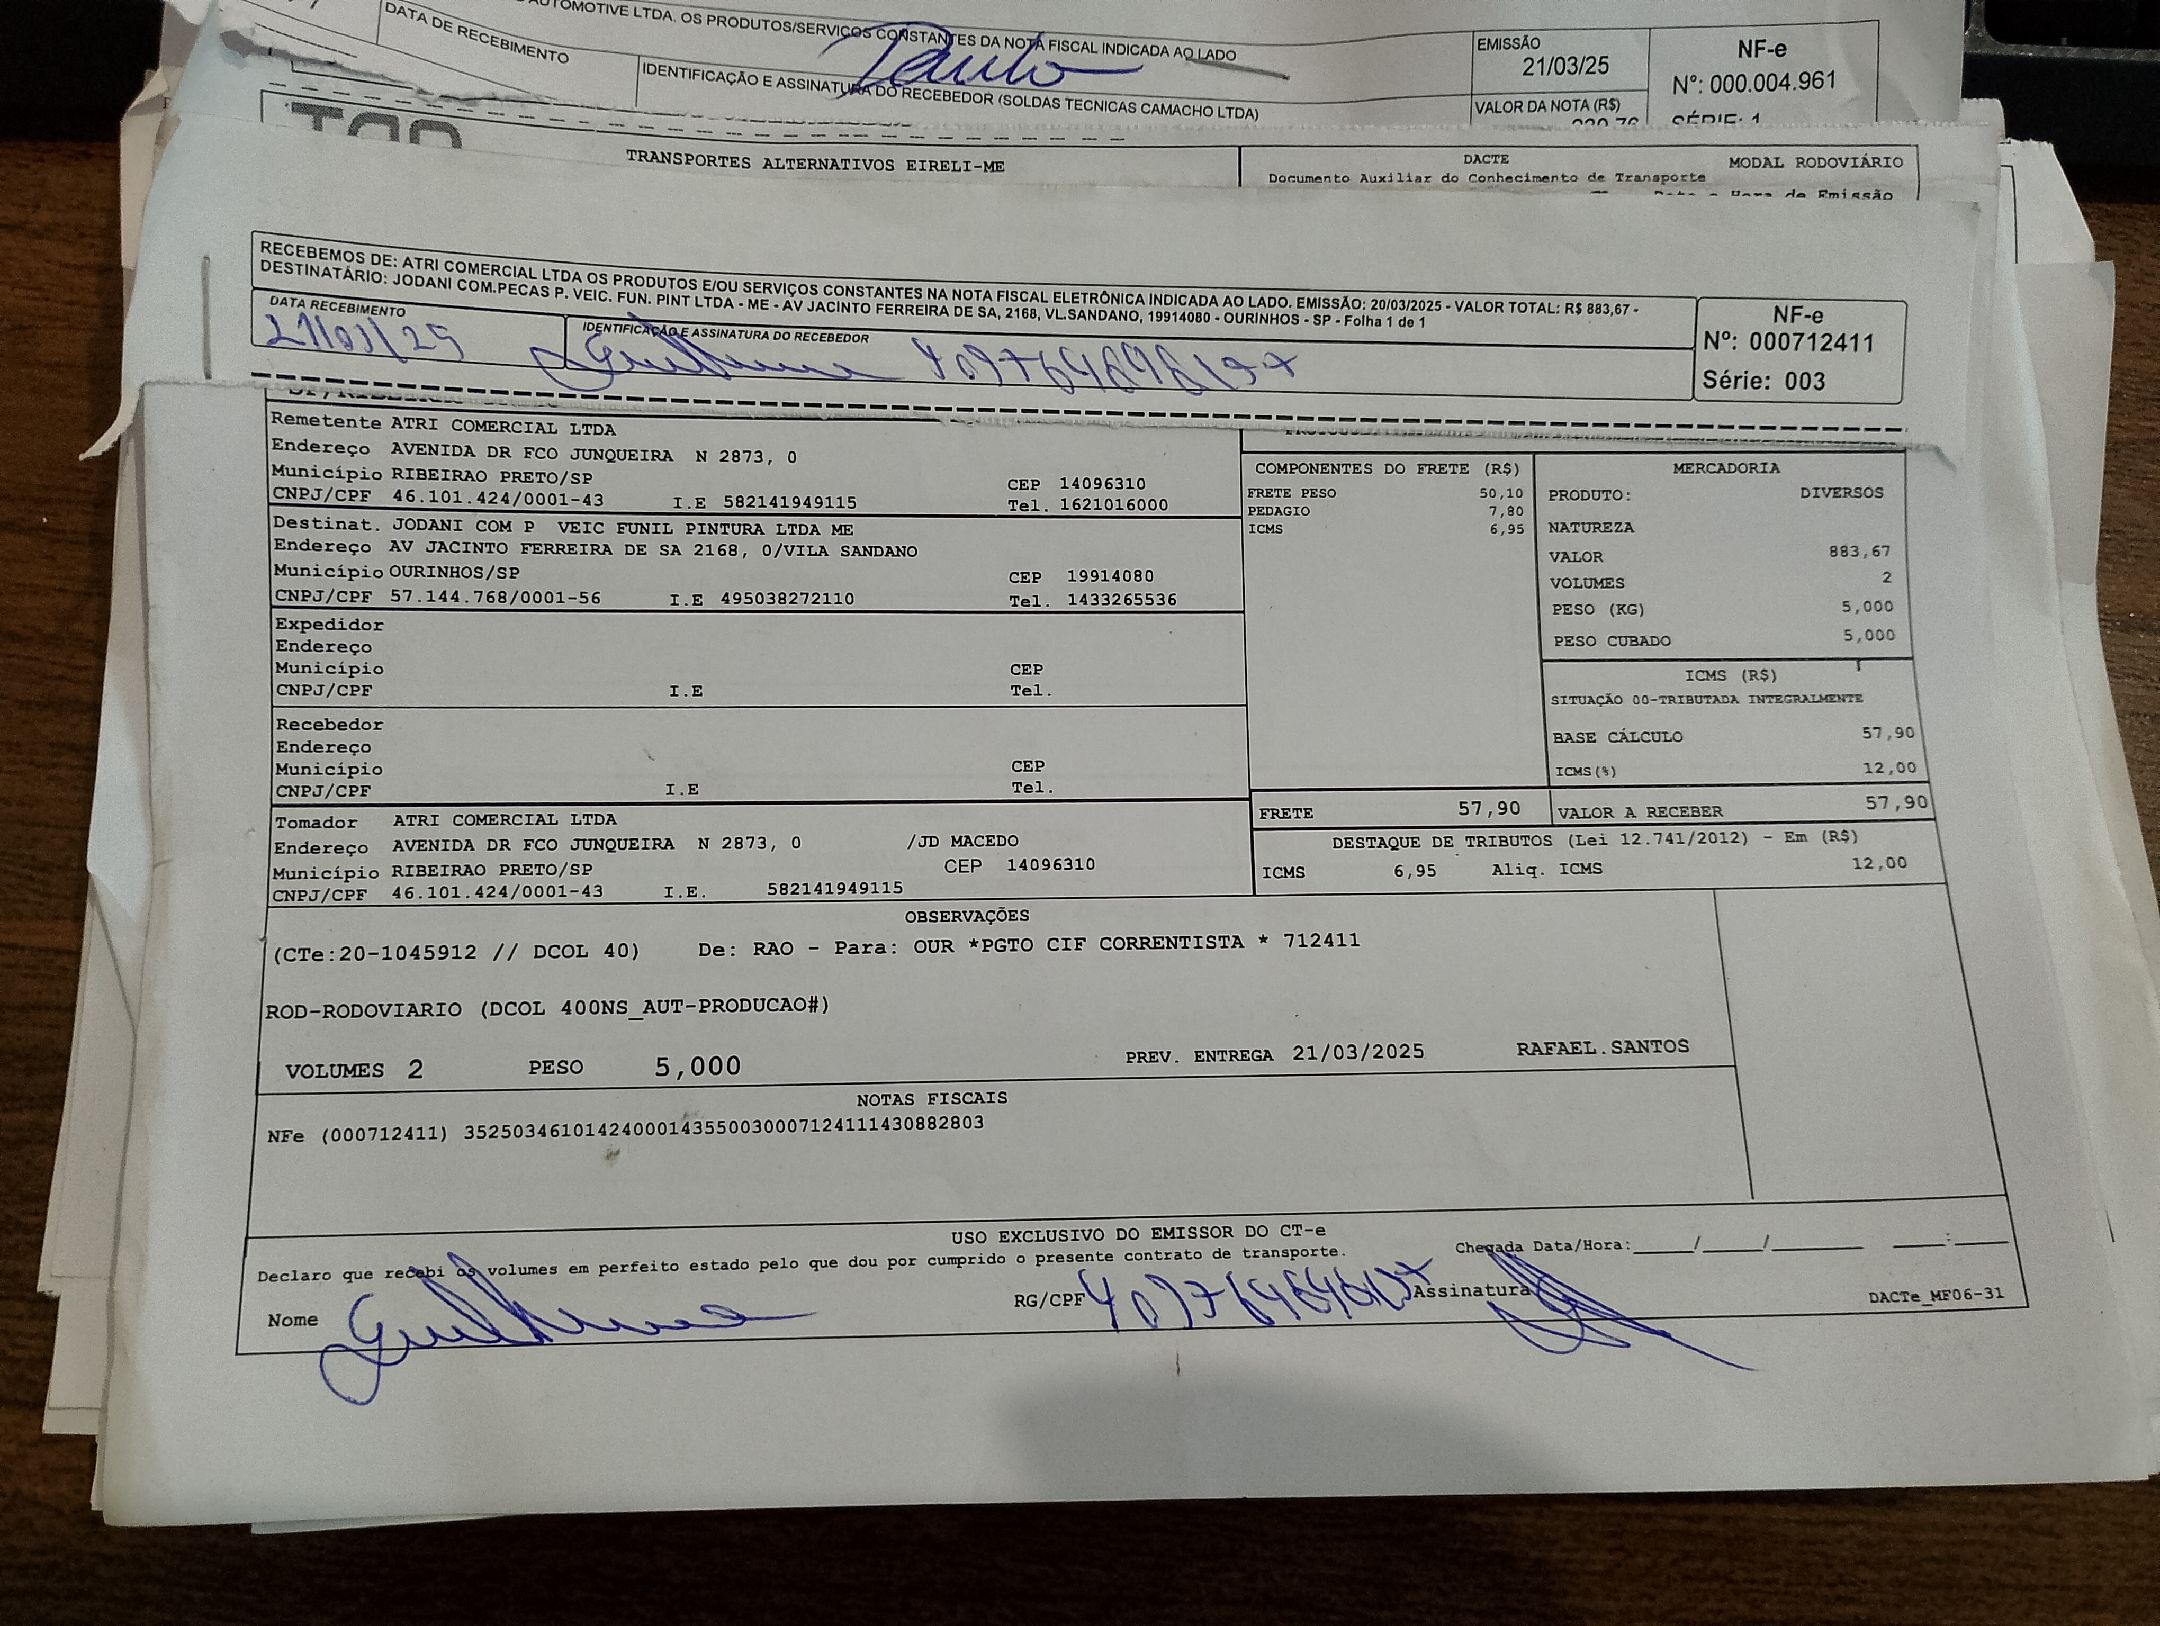 AUTOMOTIVE LTDA. OS PRODUTOS/SERVIÇOS CONSTANTES DA NOTA FISCAL INDICADA AO LADO
DATA DE RECEBIMENTO
IDENTIFICAÇÃO E ASSINATURA DO RECEBEDOR (SOLDAS TECNICAS CAMACHO LTDA)
Paulo
EMISSÃO
21/03/25
VALOR DA NOTA (R$)
NF-e
Nº: 000.004.961
SÉRIE: 1
TRANSPORTES ALTERNATIVOS EIRELI-ME
DACTE
MODAL RODOVIÁRIO
Documento Auxiliar do Conhecimento de Transporte
Data e Hora de Emissão
RECEBEMOS DE: ATRI COMERCIAL LTDA OS PRODUTOS E/OU SERVIÇOS CONSTANTES NA NOTA FISCAL ELETRÔNICA INDICADA AO LADO. EMISSÃO: 20/03/2025 - VALOR TOTAL: R$ 883,67 -
DESTINATÁRIO: JODANI COM.PECAS P. VEIC. FUN. PINT LTDA - ME - AV JACINTO FERREIRA DE SA, 2168, VL.SANDANO, 19914080 - OURINHOS - SP - Folha 1 de 1
DATA RECEBIMENTO
21/03/25
IDENTIFICAÇÃO E ASSINATURA DO RECEBEDOR
Guilherme
NF-e
Nº: 000712411
Série: 003
Remetente ATRI COMERCIAL LTDA
Endereço AVENIDA DR FCO JUNQUEIRA N 2873, 0
Município RIBEIRAO PRETO/SP CEP 14096310
CNPJ/CPF 46.101.424/0001-43 I.E 582141949115 Tel. 1621016000
Destinat. JODANI COM P VEIC FUNIL PINTURA LTDA ME
Endereço AV JACINTO FERREIRA DE SA 2168, 0/VILA SANDANO
Município OURINHOS/SP CEP 19914080
CNPJ/CPF 57.144.768/0001-56 I.E 495038272110 Tel. 1433265536
Expedidor
Endereço
Município CEP
CNPJ/CPF I.E Tel.
Recebedor
Endereço
Município CEP
CNPJ/CPF I.E Tel.
Tomador ATRI COMERCIAL LTDA
Endereço AVENIDA DR FCO JUNQUEIRA N 2873, 0 /JD MACEDO
Município RIBEIRAO PRETO/SP CEP 14096310
CNPJ/CPF 46.101.424/0001-43 I.E. 582141949115
COMPONENTES DO FRETE (R$)
FRETE PESO 50,10
PEDAGIO 7,80
ICMS 6,95
MERCADORIA
PRODUTO: DIVERSOS
NATUREZA
VALOR 883,67
VOLUMES 2
PESO (KG) 5,000
PESO CUBADO 5,000
ICMS (R$)
SITUAÇÃO 00-TRIBUTADA INTEGRALMENTE
BASE CÁLCULO 57,90
ICMS(%) 12,00
FRETE 57,90 VALOR A RECEBER 57,90
DESTAQUE DE TRIBUTOS (Lei 12.741/2012) - Em (R$)
ICMS 6,95 Aliq. ICMS 12,00
OBSERVAÇÕES
(CTe:20-1045912 // DCOL 40) De: RAO - Para: OUR *PGTO CIF CORRENTISTA * 712411
ROD-RODOVIARIO (DCOL 400NS_AUT-PRODUCAO#)
VOLUMES 2 PESO 5,000 PREV. ENTREGA 21/03/2025 RAFAEL.SANTOS
NOTAS FISCAIS
NFe (000712411) 35250346101424000143550030007124111430882803
USO EXCLUSIVO DO EMISSOR DO CT-e
Declaro que recebi os volumes em perfeito estado pelo que dou por cumprido o presente contrato de transporte. Chegada Data/Hora:_____/_____/________ ____:____
Nome Guilherme RG/CPF Assinatura
DACTe_MF06-31